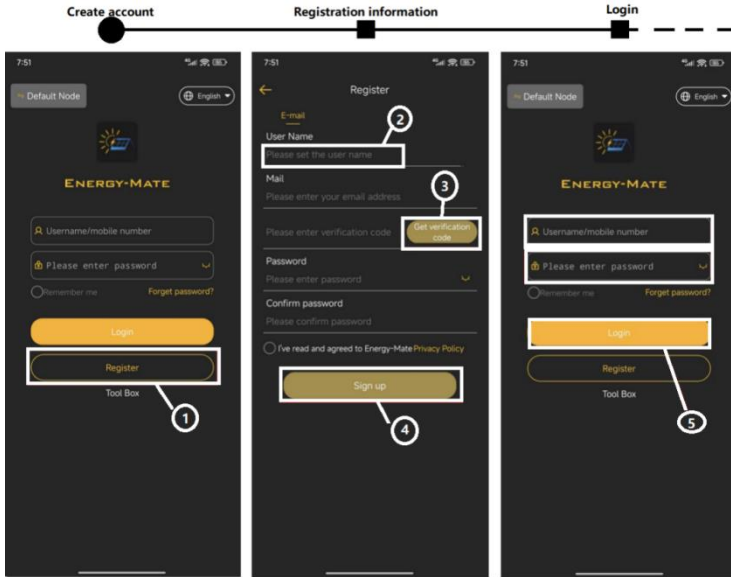 Create account
Registration information
Login
7:51
Default Node
English
ENERGY-MATE
Username/mobile number
Please enter password
Remember me
Forget password?
Login
Register
Tool Box
1
7:51
Register
E-mail
2
User Name
Please set the user name
Mail
3
Please enter your email address
Please enter verification code
Get verification
code
Password
Please enter password
Confirm password
Please confirm password
I've read and agreed to Energy-Mate Privacy Policy
Sign up
4
7:51
Default Node
English
ENERGY-MATE
Username/mobile number
Please enter password
Remember me
Forget password?
Login
Register
Tool Box
5